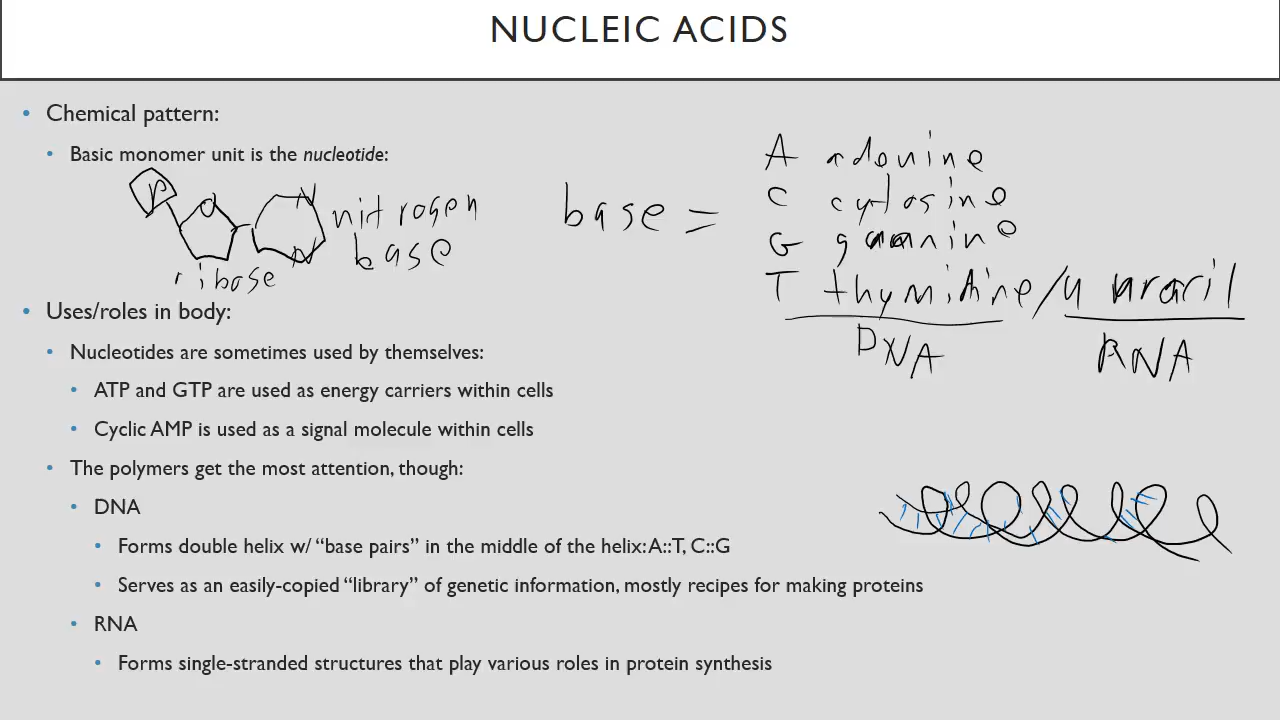 NUCLEIC ACIDS
• Chemical pattern:
• Basic monomer unit is the nucleotide:
P
O
N
N
nitrogen
base
ribose
base =
A adenine
C cytosine
G guanine
T thymidine/U uracil
DNA
RNA
• Uses/roles in body:
• Nucleotides are sometimes used by themselves:
• ATP and GTP are used as energy carriers within cells
• Cyclic AMP is used as a signal molecule within cells
• The polymers get the most attention, though:
• DNA
• Forms double helix w/ “base pairs” in the middle of the helix: A::T, C::G
• Serves as an easily-copied “library” of genetic information, mostly recipes for making proteins
• RNA
• Forms single-stranded structures that play various roles in protein synthesis